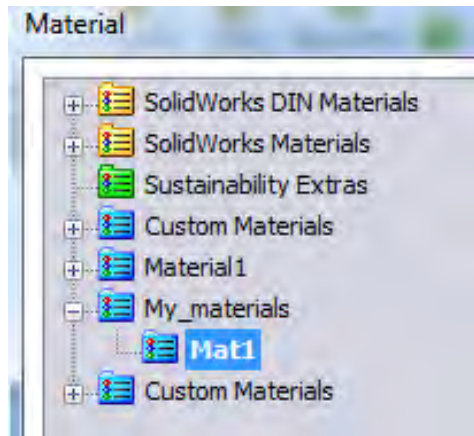 Material
SolidWorks DIN Materials
SolidWorks Materials
Sustainability Extras
Custom Materials
Material1
My_materials
Mat1
Custom Materials